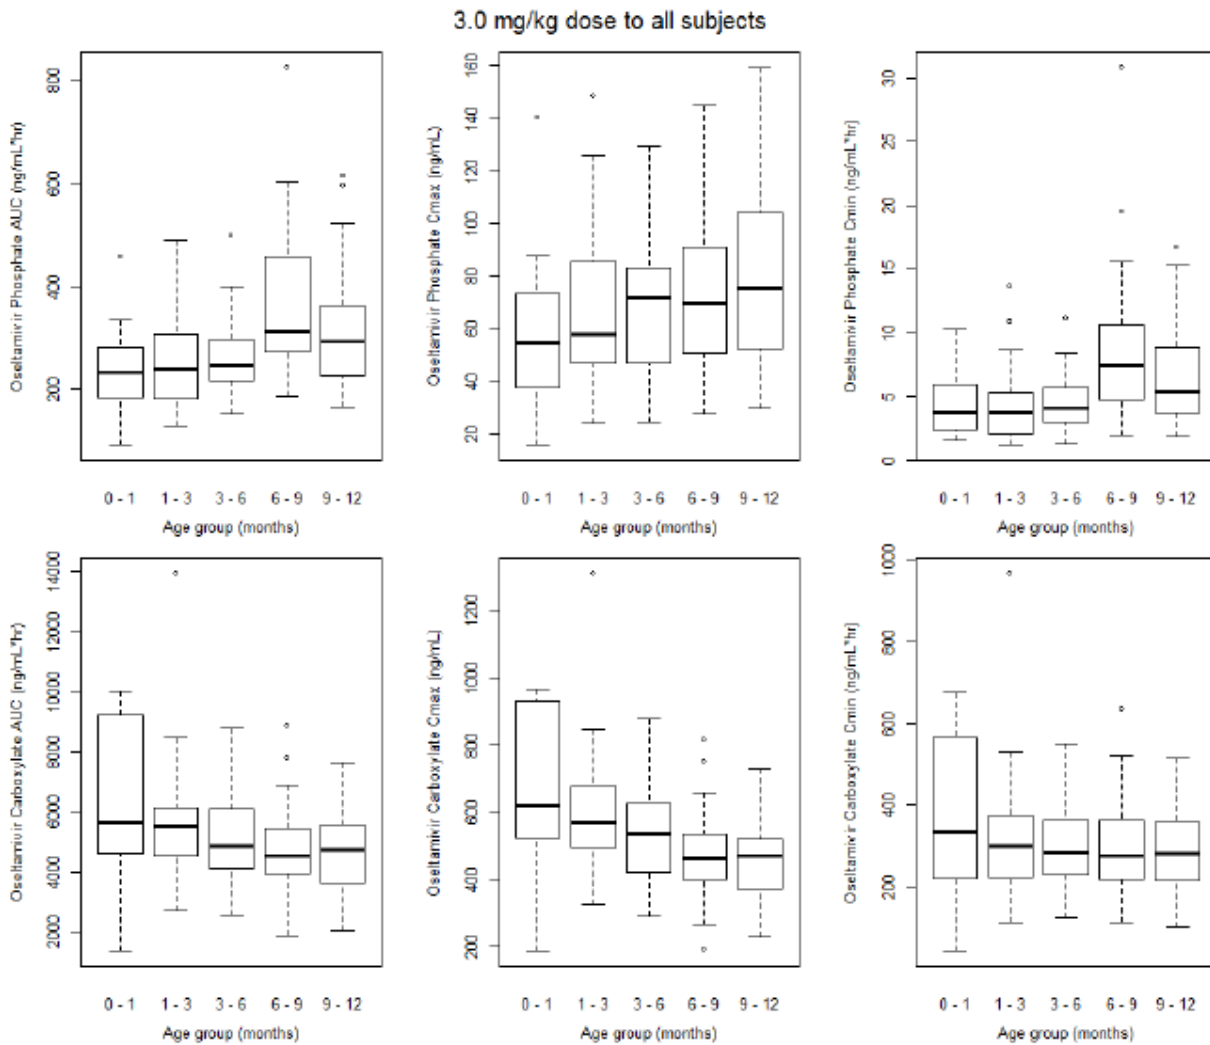 3.0 mg/kg dose to all subjects
Oseltamivir Phosphate AUC (ng/mL*hr)
800
600
400
200
0 - 1 1 - 3 3 - 6 6 - 9 9 - 12
Age group (months)
Oseltamivir Phosphate Cmax (ng/mL)
160
140
120
100
80
60
40
20
0 - 1 1 - 3 3 - 6 6 - 9 9 - 12
Age group (months)
Oseltamivir Phosphate Cmin (ng/mL*hr)
30
25
20
15
10
5
0
0 - 1 1 - 3 3 - 6 6 - 9 9 - 12
Age group (months)
Oseltamivir Carboxylate AUC (ng/mL*hr)
14000
12000
10000
8000
6000
4000
2000
0 - 1 1 - 3 3 - 6 6 - 9 9 - 12
Age group (months)
Oseltamivir Carboxylate Cmax (ng/mL)
1200
1000
800
600
400
200
0 - 1 1 - 3 3 - 6 6 - 9 9 - 12
Age group (months)
Oseltamivir Carboxylate Cmin (ng/mL*hr)
1000
800
600
400
200
0 - 1 1 - 3 3 - 6 6 - 9 9 - 12
Age group (months)